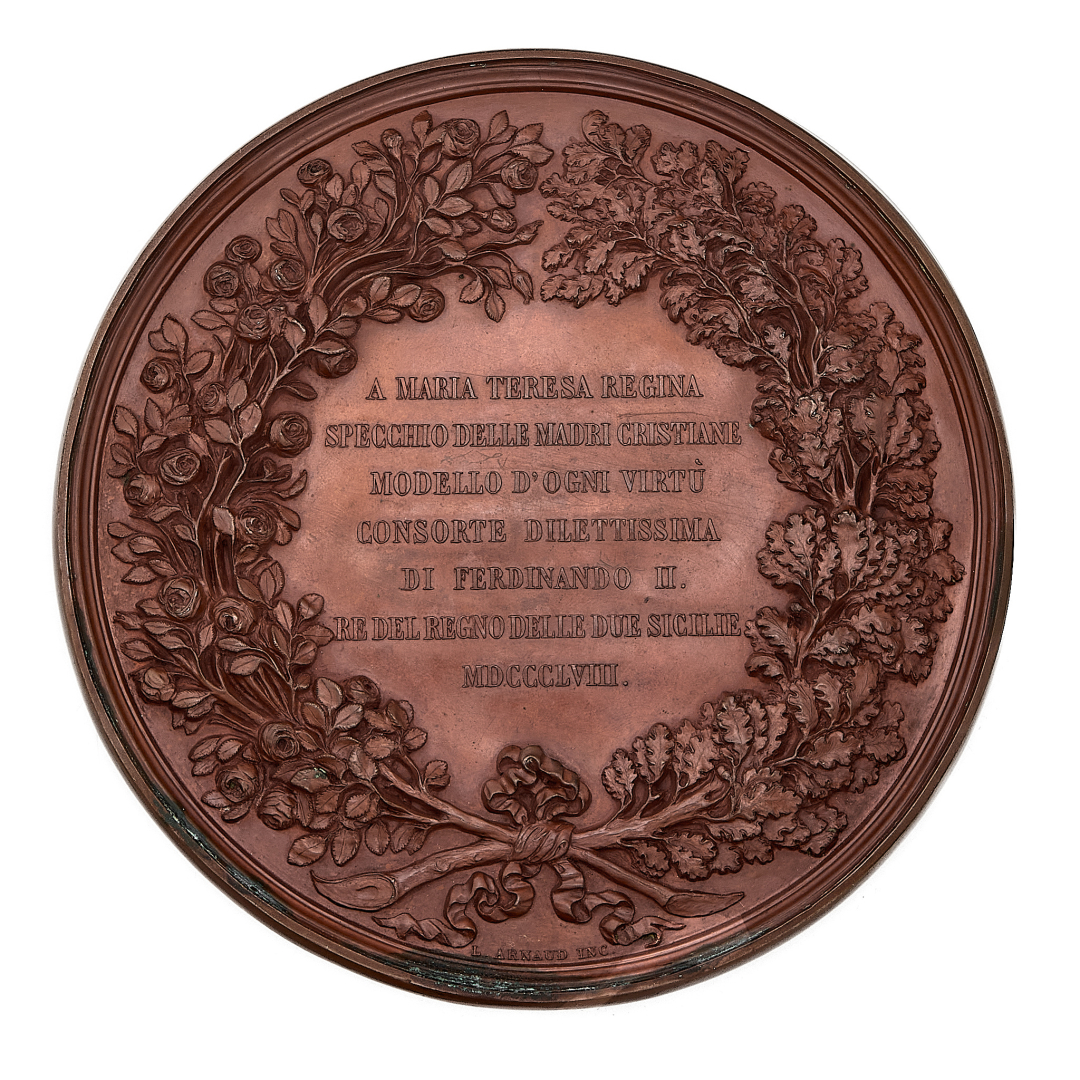 A MARIA TERESA REGINA
SPECCHIO DELLE MADRI CRISTIANE
MODELLO D'OGNI VIRTÙ
CONSORTE DILETTISSIMA
DI FERDINANDO II.
RE DEL REGNO DELLE DUE SICILIE
MDCCCLVIII.
L. ARNAUD INC.